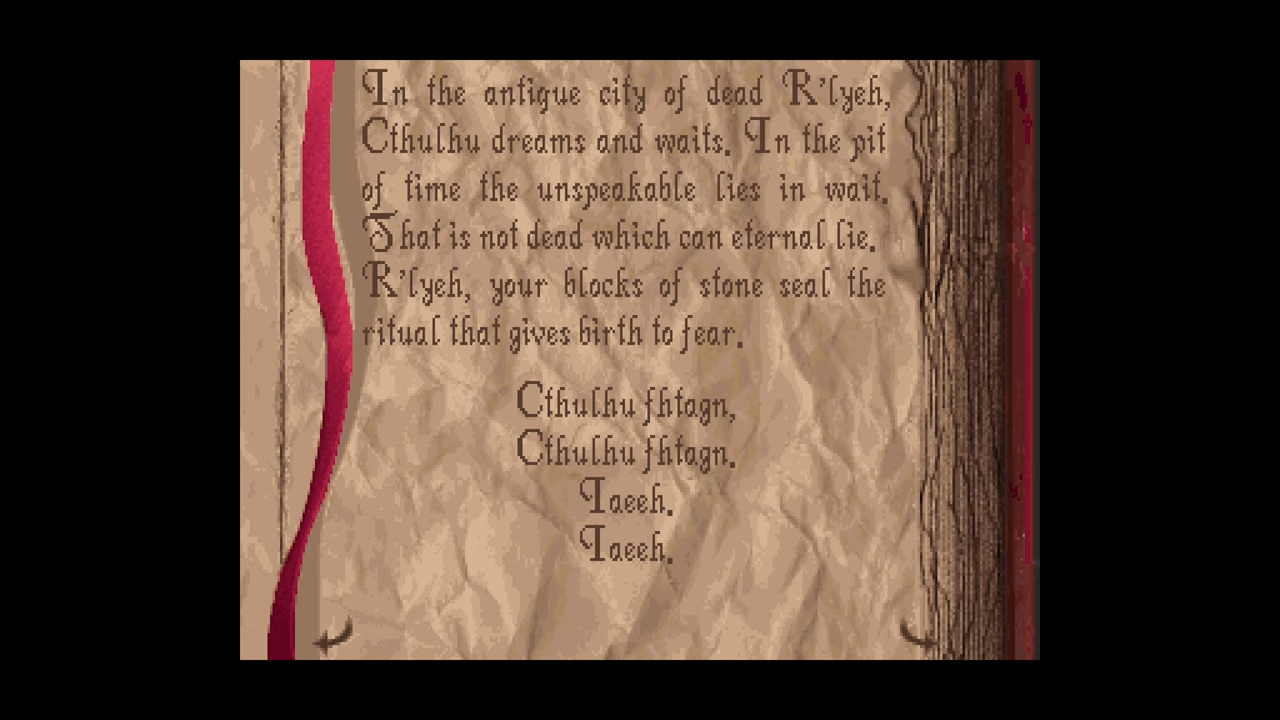 In the antique city of dead R'lyeh,
Cthulhu dreams and waits. In the pit
of time the unspeakable lies in wait.
That is not dead which can eternal lie.
R'lyeh, your blocks of stone seal the
ritual that gives birth to fear.
Cthulhu fhtagn,
Cthulhu fhtagn.
Iaeeh.
Iaeeh.